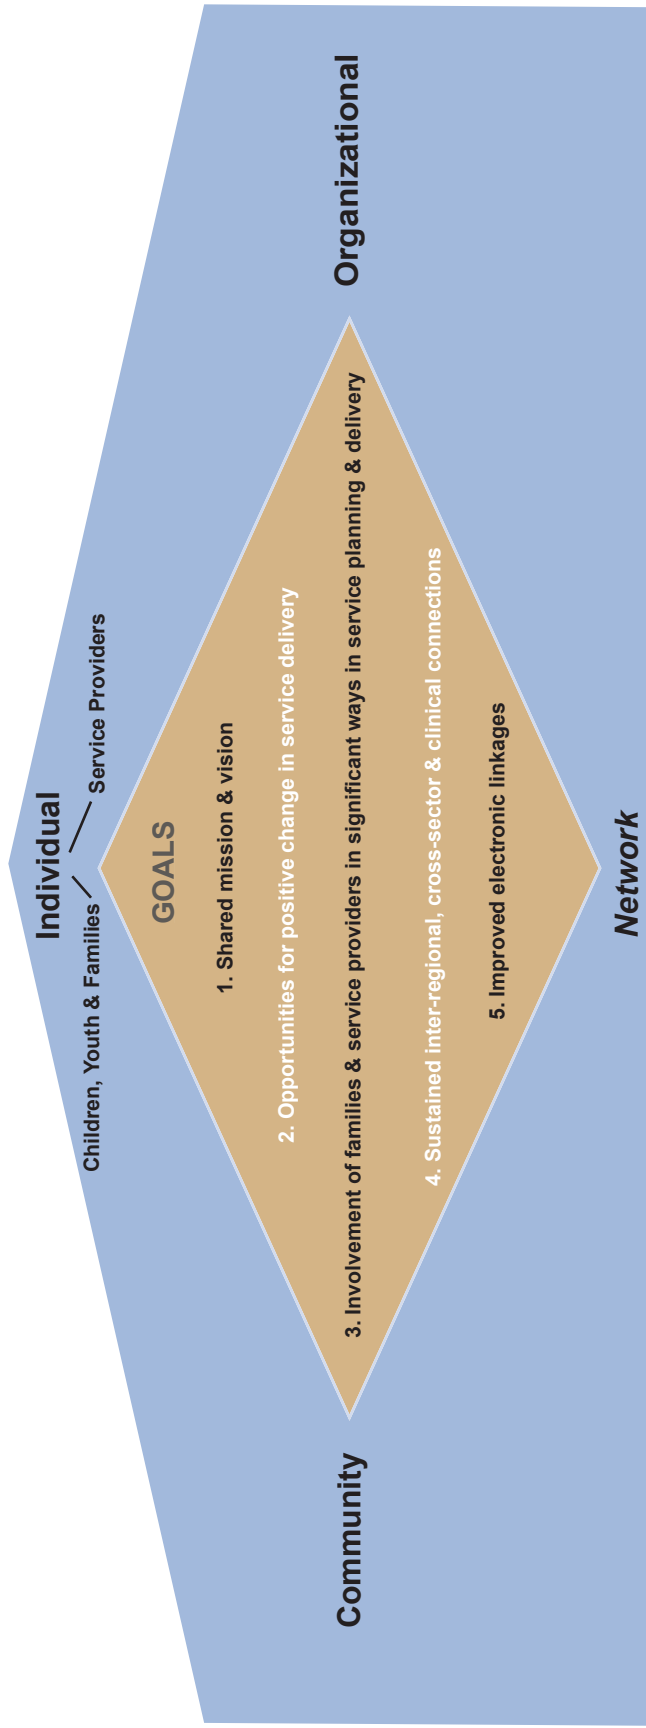 Individual
Children, Youth & Families
Service Providers
GOALS
1. Shared mission & vision
2. Opportunities for positive change in service delivery
Community
3. Involvement of families & service providers in significant ways in service planning & delivery
Organizational
4. Sustained inter-regional, cross-sector & clinical connections
5. Improved electronic linkages
Network